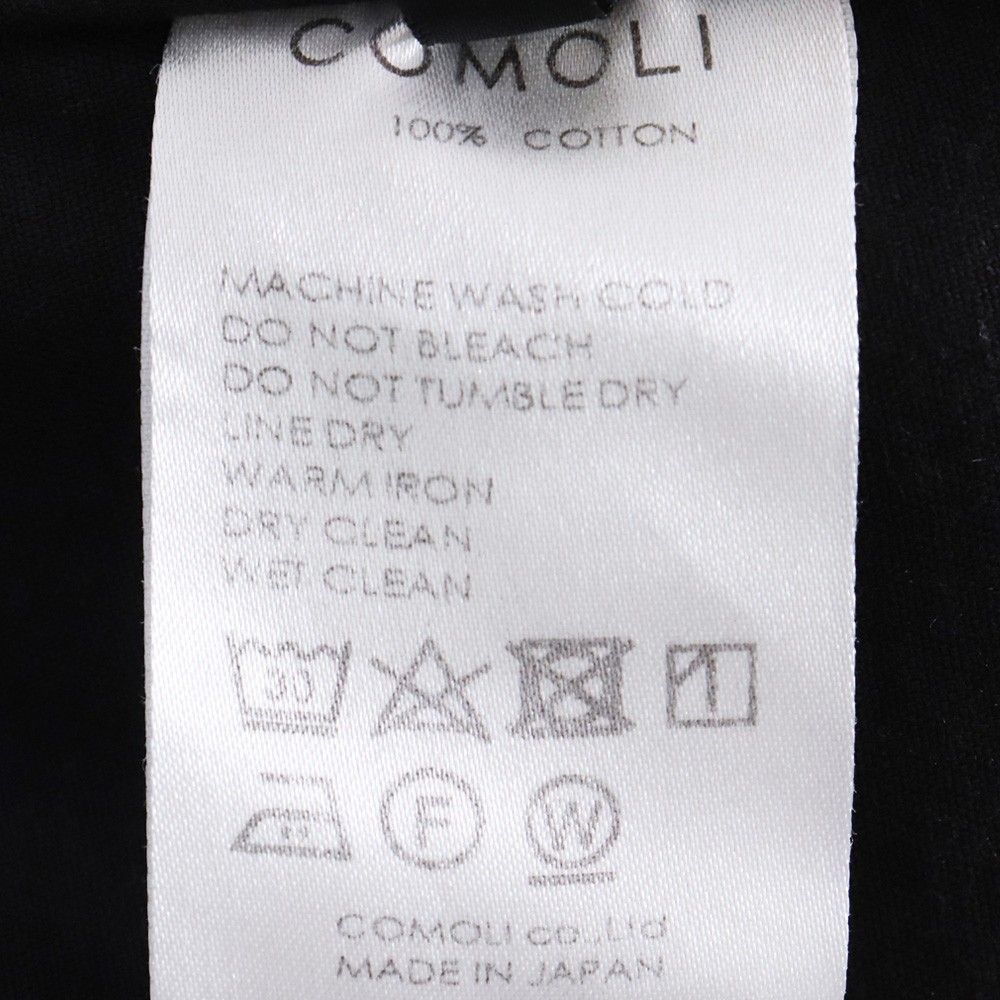 COMOLI
100% COTTON
MACHINE WASH COLD
DO NOT BLEACH
DO NOT TUMBLE DRY
LINE DRY
WARM IRON
DRY CLEAN
WET CLEAN
30
F W
COMOLI co.,Ltd
MADE IN JAPAN